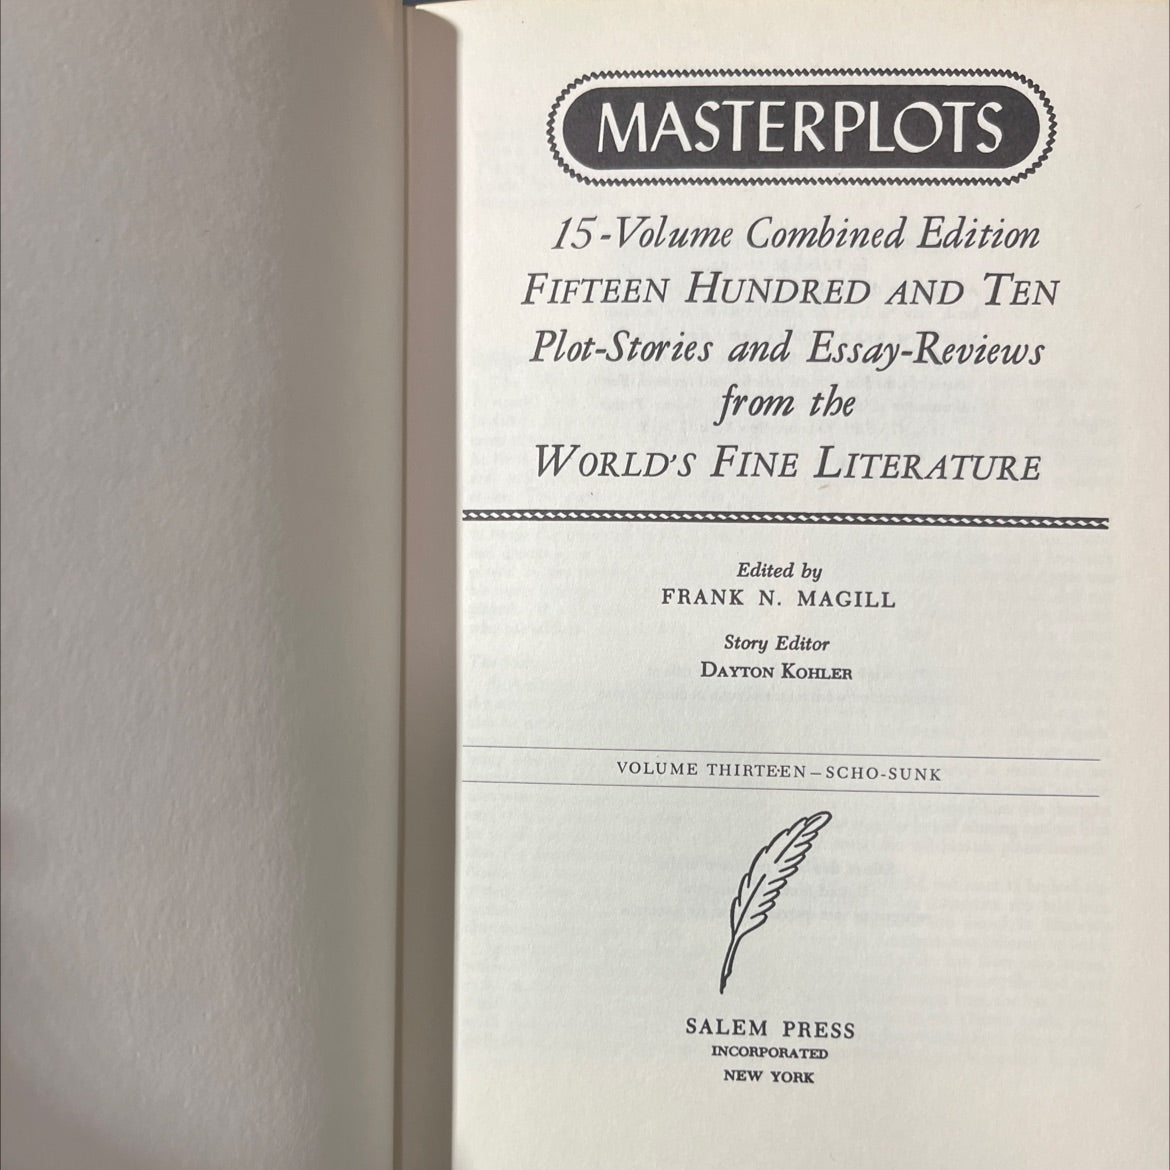 MASTERPLOTS
15-Volume Combined Edition
FIFTEEN HUNDRED AND TEN
Plot-Stories and Essay-Reviews
from the
WORLD'S FINE LITERATURE
Edited by
FRANK N. MAGILL
Story Editor
DAYTON KOHLER
VOLUME THIRTEEN–SCHO-SUNK
SALEM PRESS
INCORPORATED
NEW YORK